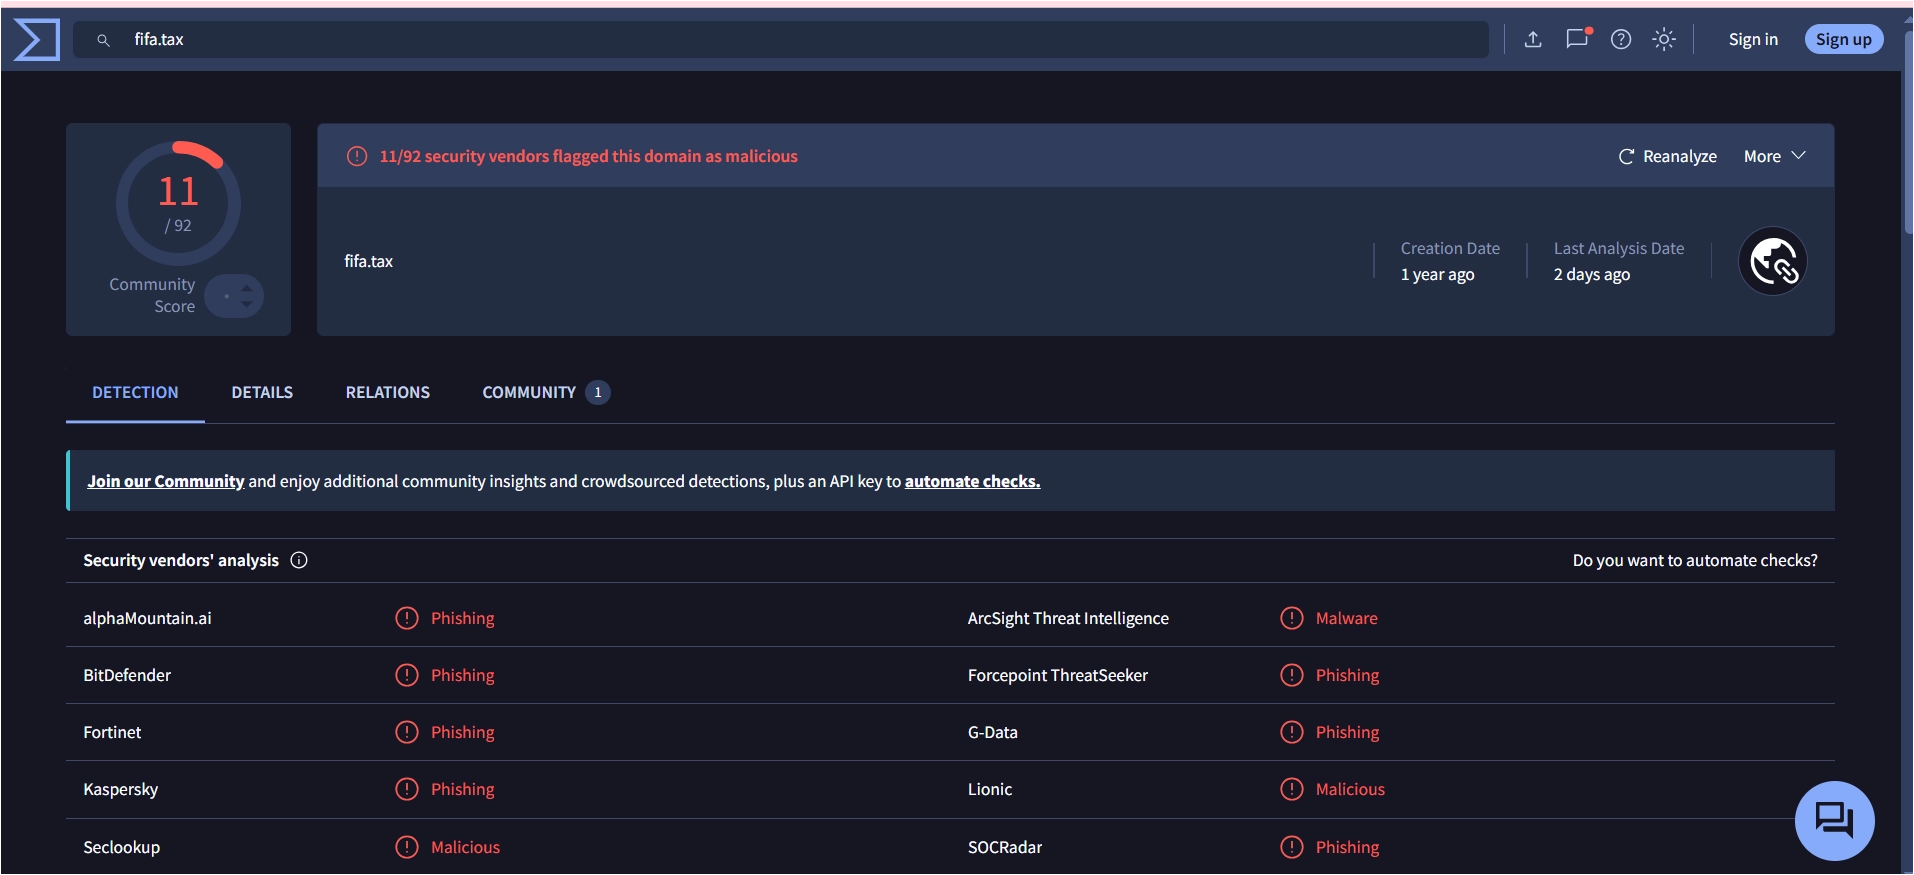 fifa.tax
Sign in
Sign up
11
/ 92
Community
Score
11/92 security vendors flagged this domain as malicious
Reanalyze
More
fifa.tax
Creation Date
1 year ago
Last Analysis Date
2 days ago
DETECTION
DETAILS
RELATIONS
COMMUNITY 1
Join our Community and enjoy additional community insights and crowdsourced detections, plus an API key to automate checks.
Security vendors' analysis
Do you want to automate checks?
alphaMountain.ai Phishing ArcSight Threat Intelligence Malware
BitDefender Phishing Forcepoint ThreatSeeker Phishing
Fortinet Phishing G-Data Phishing
Kaspersky Phishing Lionic Malicious
Seclookup Malicious SOCRadar Phishing